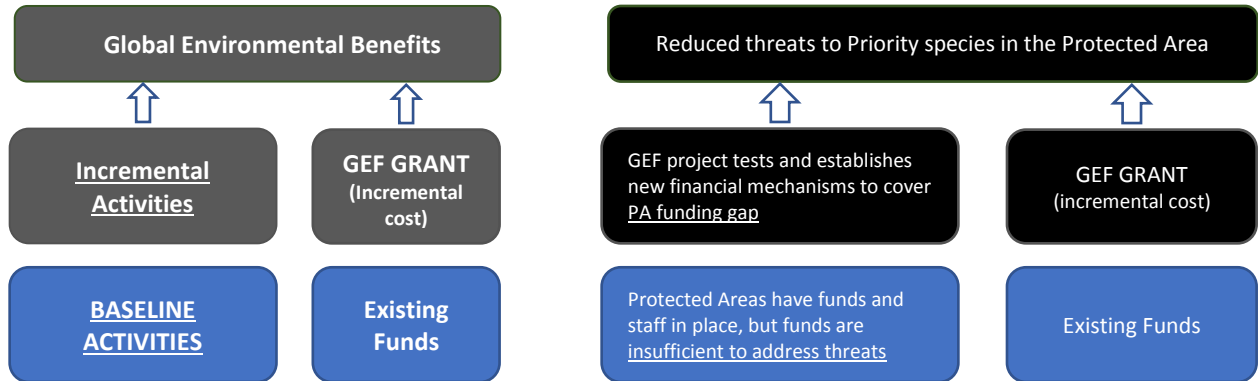 Global Environmental Benefits
Incremental
Activities
GEF GRANT
(Incremental
cost)
BASELINE
ACTIVITIES
Existing
Funds
Reduced threats to Priority species in the Protected Area
GEF project tests and establishes
new financial mechanisms to cover
PA funding gap
GEF GRANT
(incremental cost)
Protected Areas have funds and
staff in place, but funds are
insufficient to address threats
Existing Funds